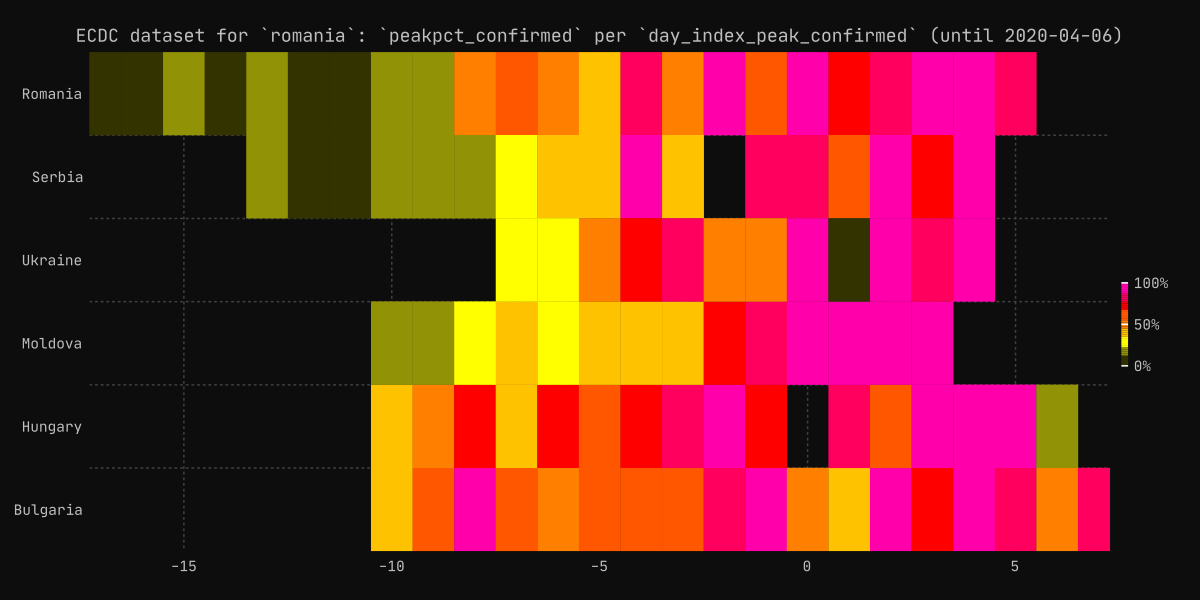 ECDC dataset for `romania`: `peakpct_confirmed` per `day_index_peak_confirmed` (until 2020-04-06)
Romania
Serbia
Ukraine
Moldova
Hungary
Bulgaria
100%
50%
0%
-15 -10 -5 0 5